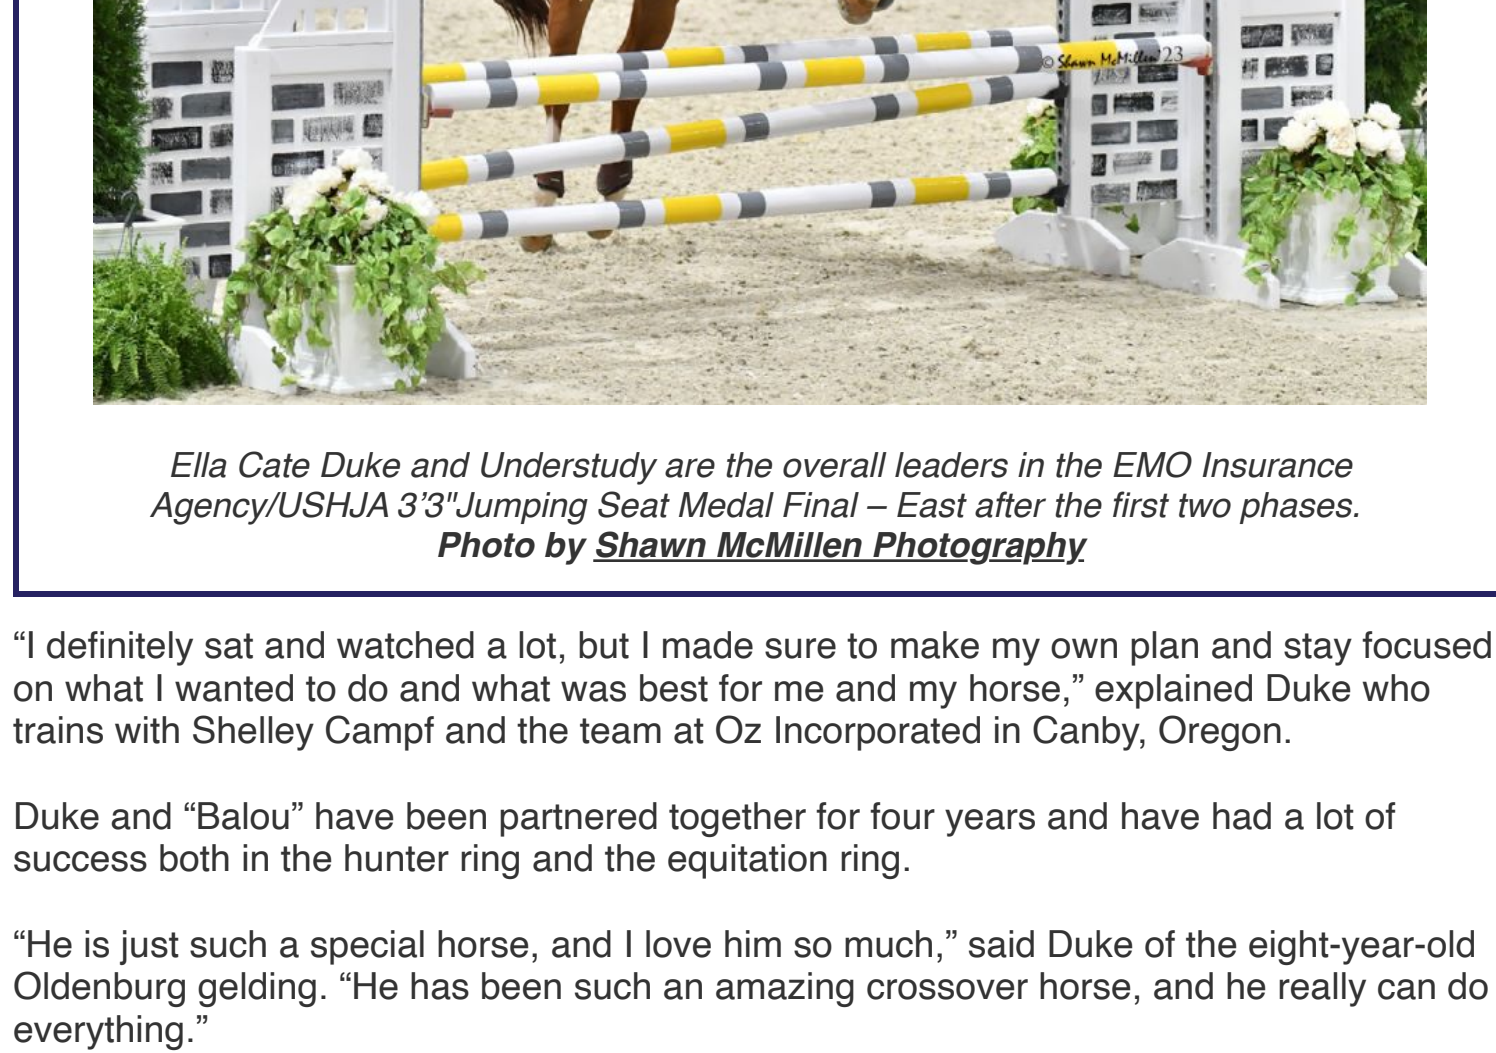 © Shawn McMillen '23
Ella Cate Duke and Understudy are the overall leaders in the EMO Insurance
Agency/USHJA 3’3"Jumping Seat Medal Final – East after the first two phases.
Photo by Shawn McMillen Photography
“I definitely sat and watched a lot, but I made sure to make my own plan and stay focused
on what I wanted to do and what was best for me and my horse,” explained Duke who
trains with Shelley Campf and the team at Oz Incorporated in Canby, Oregon.
Duke and “Balou” have been partnered together for four years and have had a lot of
success both in the hunter ring and the equitation ring.
“He is just such a special horse, and I love him so much,” said Duke of the eight-year-old
Oldenburg gelding. “He has been such an amazing crossover horse, and he really can do
everything.”